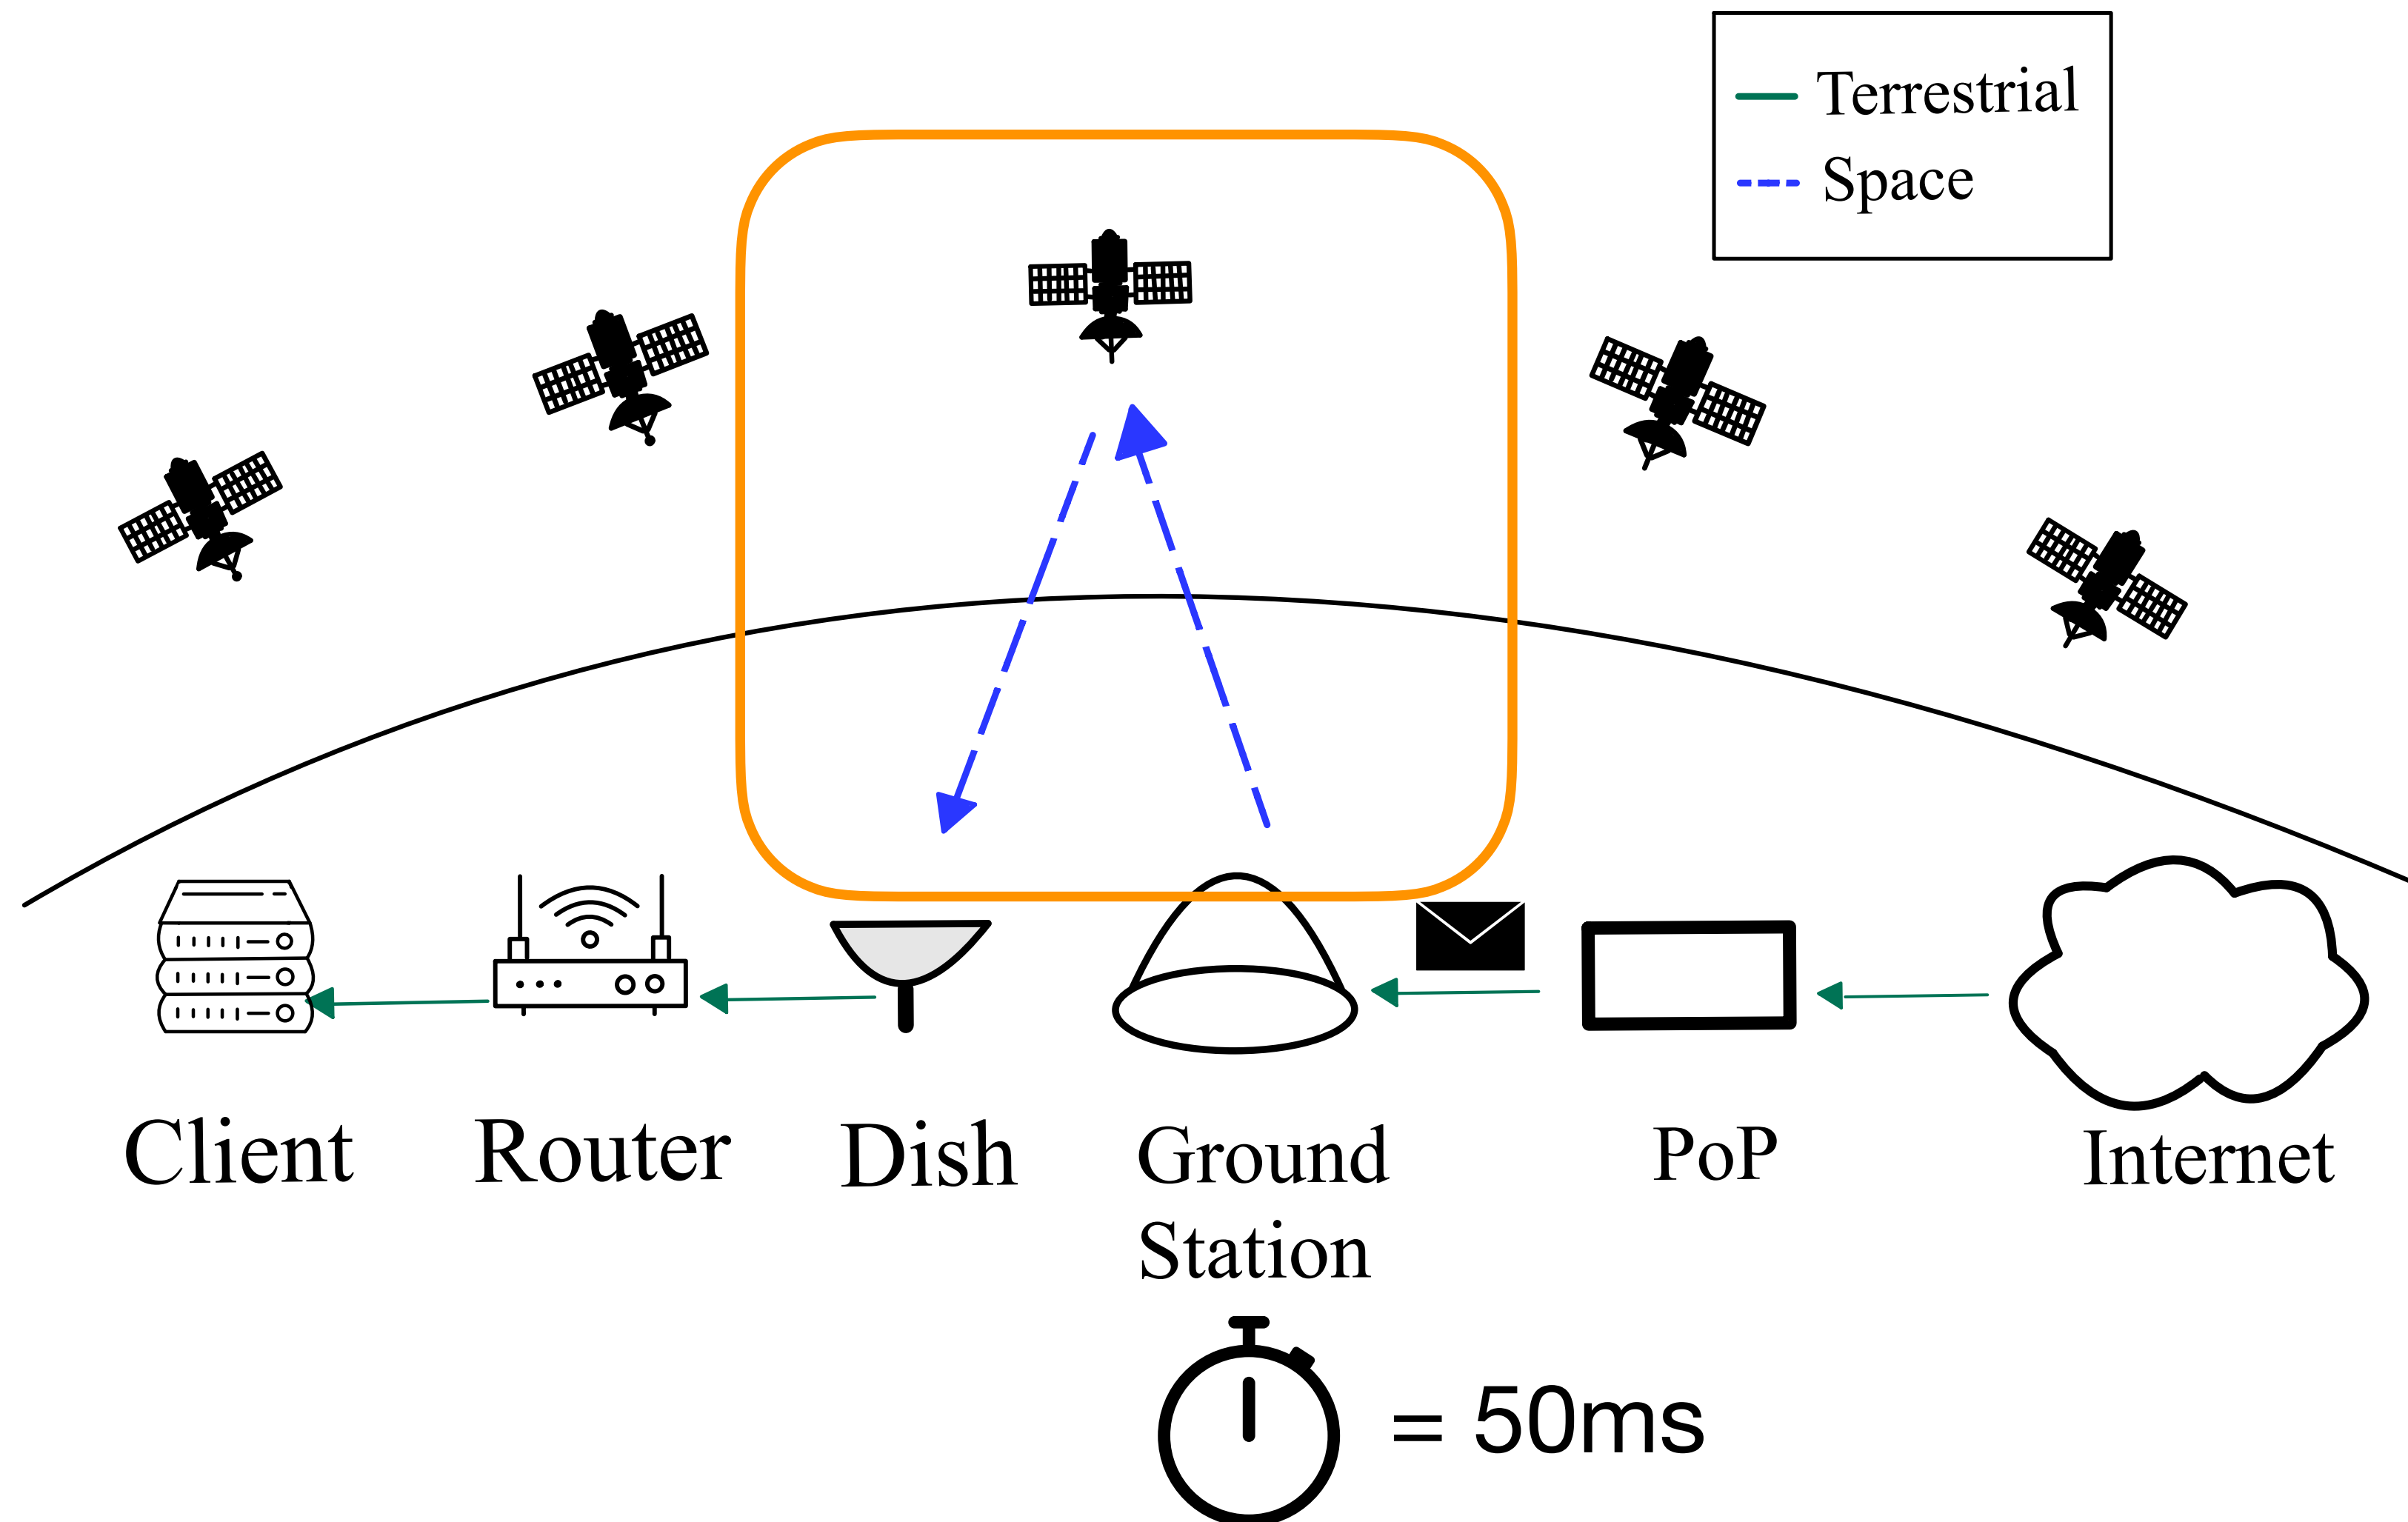 Terrestrial
Space
Client
Router
Dish
Ground
Station
PoP
Internet
= 50ms